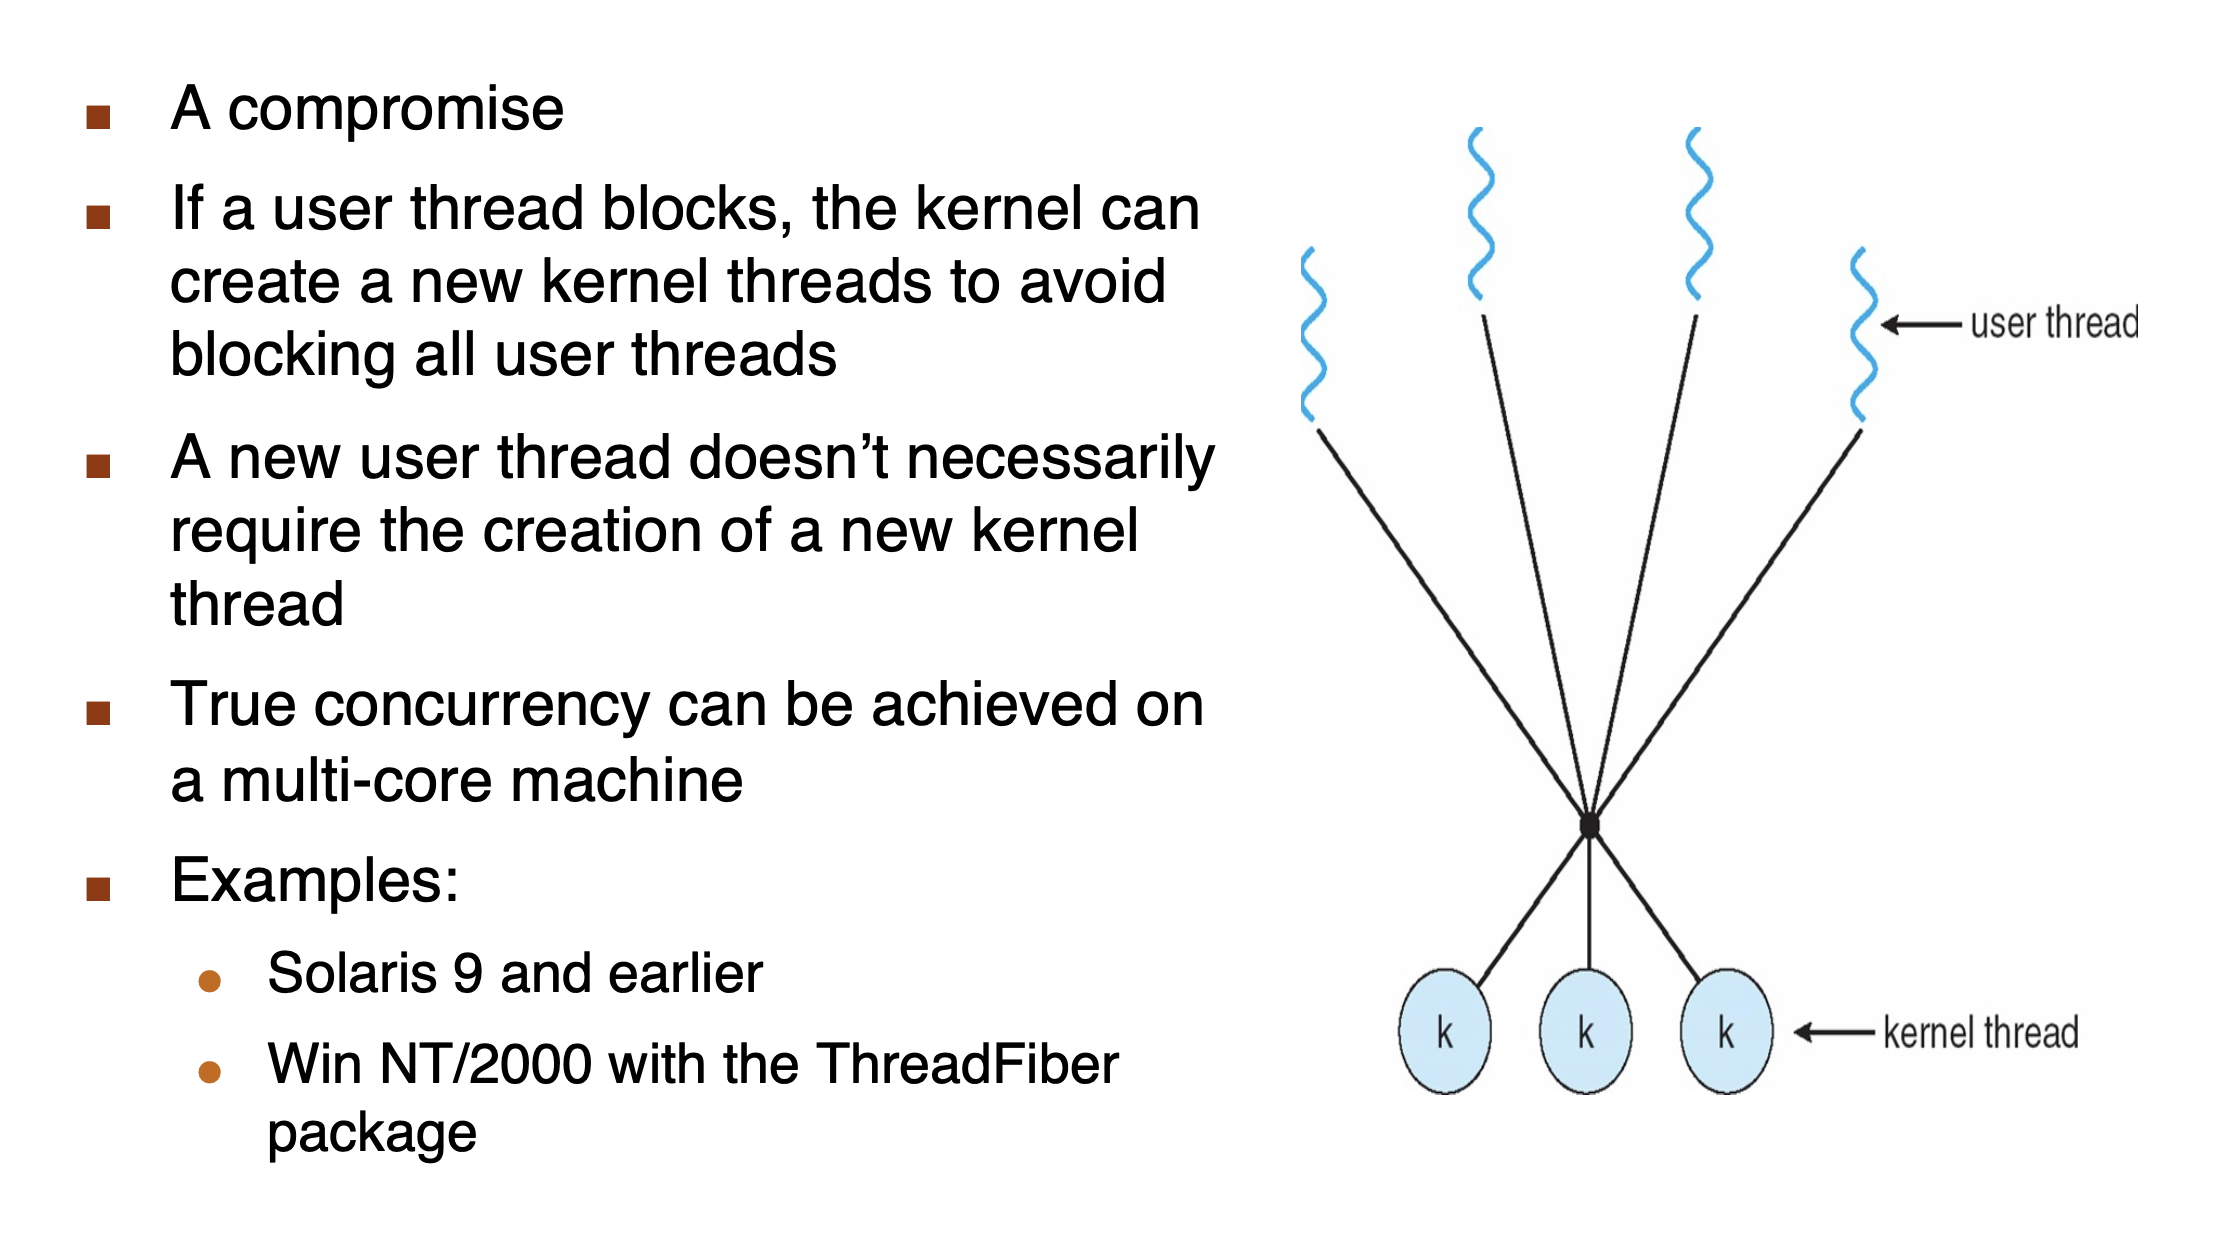 A compromise
If a user thread blocks, the kernel can
create a new kernel threads to avoid
blocking all user threads
A new user thread doesn’t necessarily
require the creation of a new kernel
thread
True concurrency can be achieved on
a multi-core machine
Examples:
Solaris 9 and earlier
Win NT/2000 with the ThreadFiber
package
user thread
k k k
kernel thread